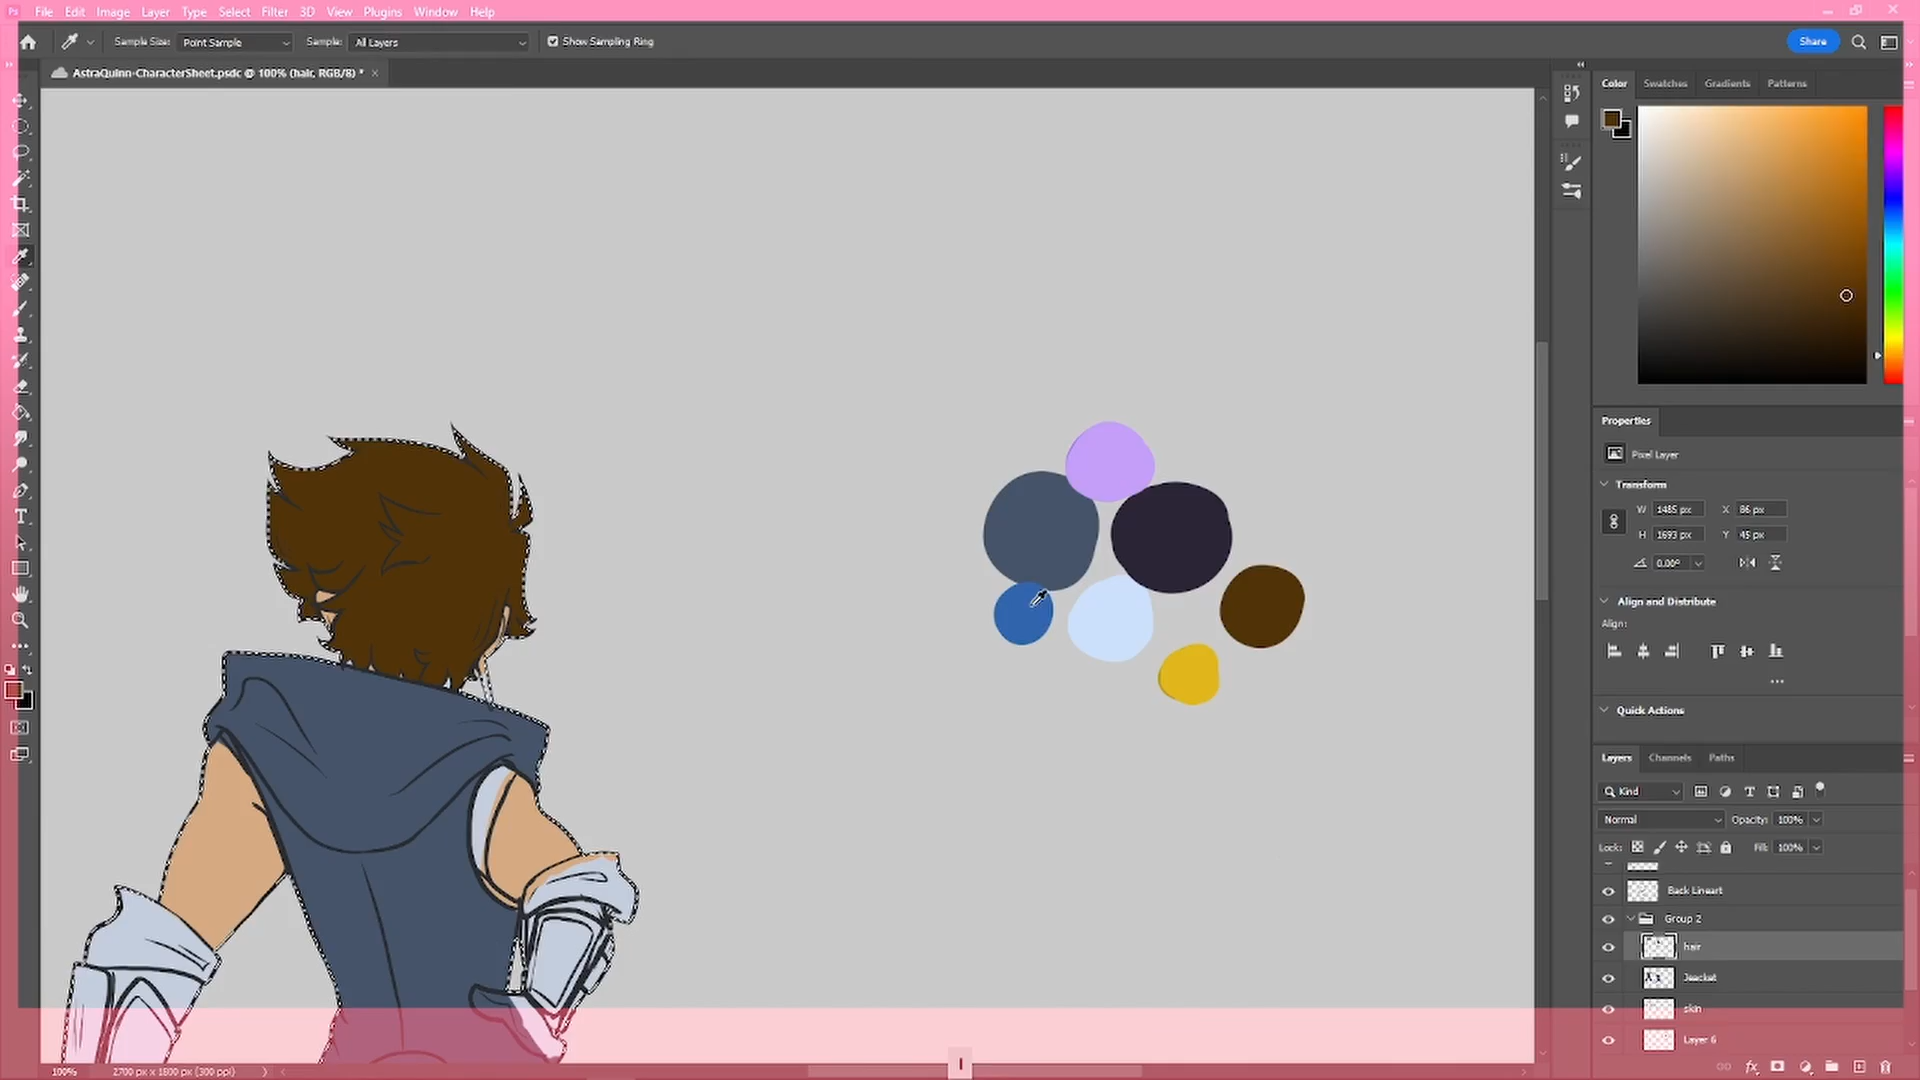 Ps File Edit Image Layer Type Select Filter 3D View Plugins Window Help
Sample Size: Point Sample Sample: All Layers Show Sampling Ring Share
AstraQuinn-CharacterSheet.psdc @ 100% (hair, RGB/8) * ×
Color Swatches Gradients Patterns
Properties
Pixel Layer
Transform
W 1485 px X 86 px
H 1693 px Y 45 px
0.00°
Align and Distribute
Align:
Quick Actions
Layers Channels Paths
Kind
Normal Opacity: 100%
Lock: Fill: 100%
Back Lineart
Group 2
hair
Jeacket
skin
Layer 6
100% 2700 px x 1800 px (300 ppi)
I